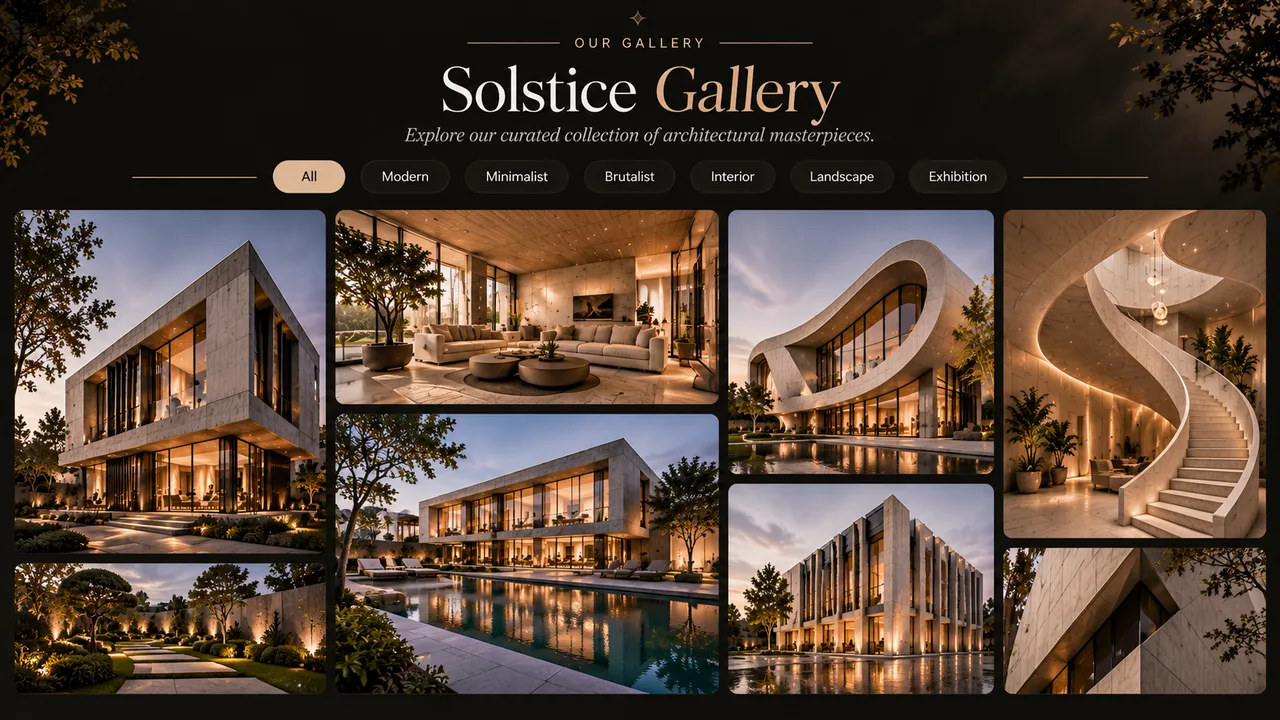 OUR GALLERY
Solstice Gallery
Explore our curated collection of architectural masterpieces.
All Modern Minimalist Brutalist Interior Landscape Exhibition